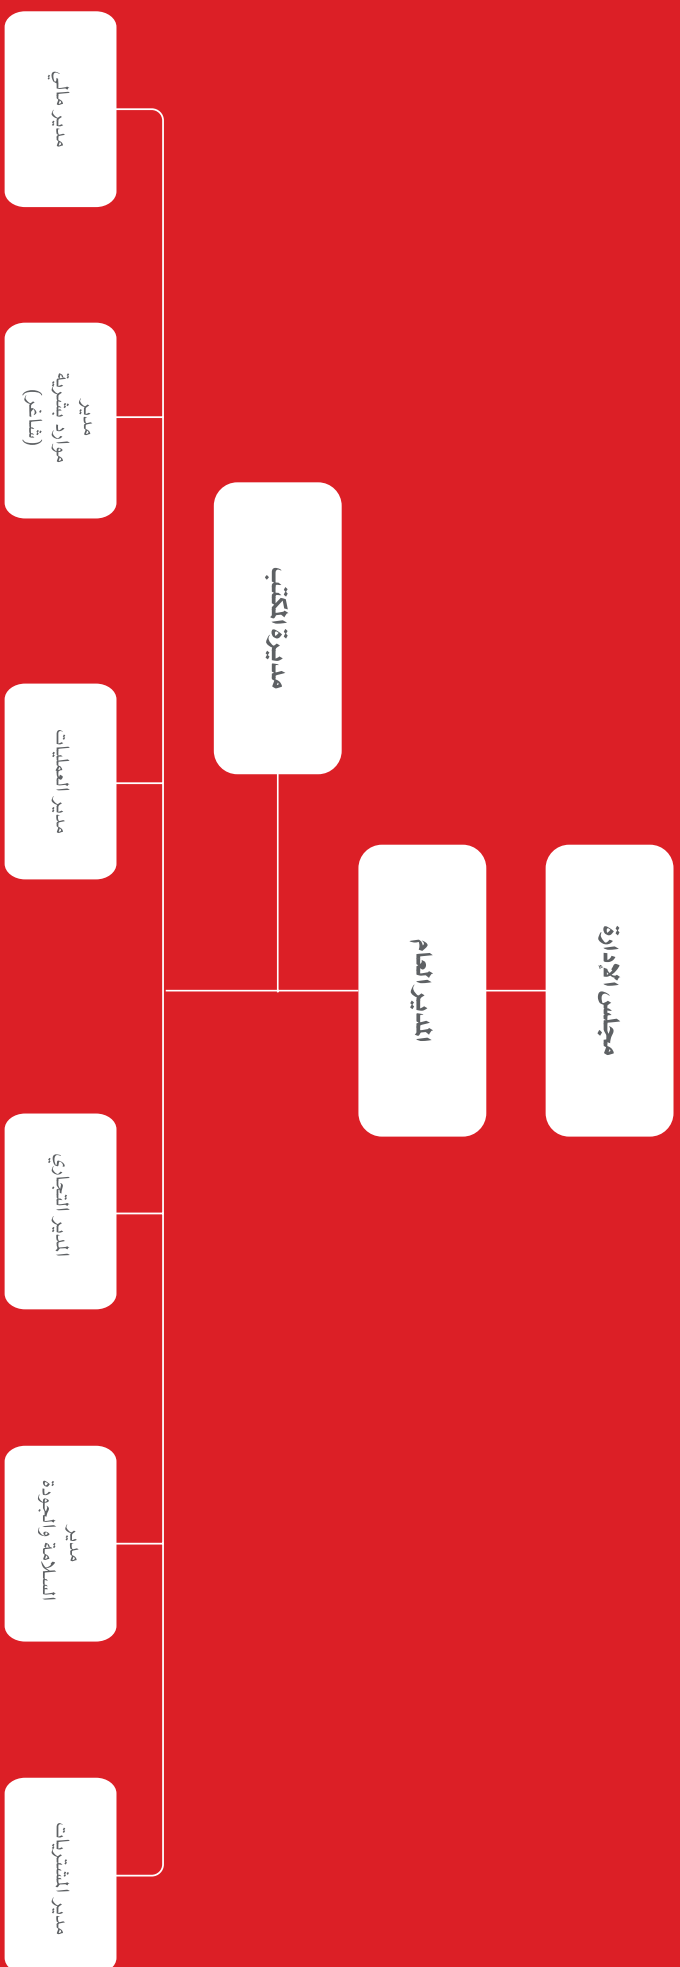 مجلس الإدارة
المدير العام
مديرة المكتب
مدير المشتريات
مدير
السلامة والجودة
المدير التجاري
مدير العمليات
مدير
موارد بشرية
(شاغر)
مدير مالي